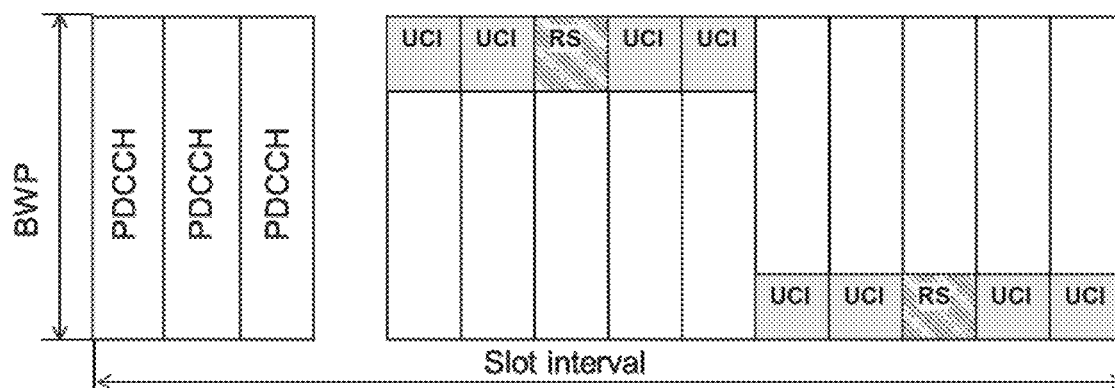 BWP
PDCCH
PDCCH
PDCCH
UCI UCI RS UCI UCI
UCI UCI RS UCI UCI
Slot interval